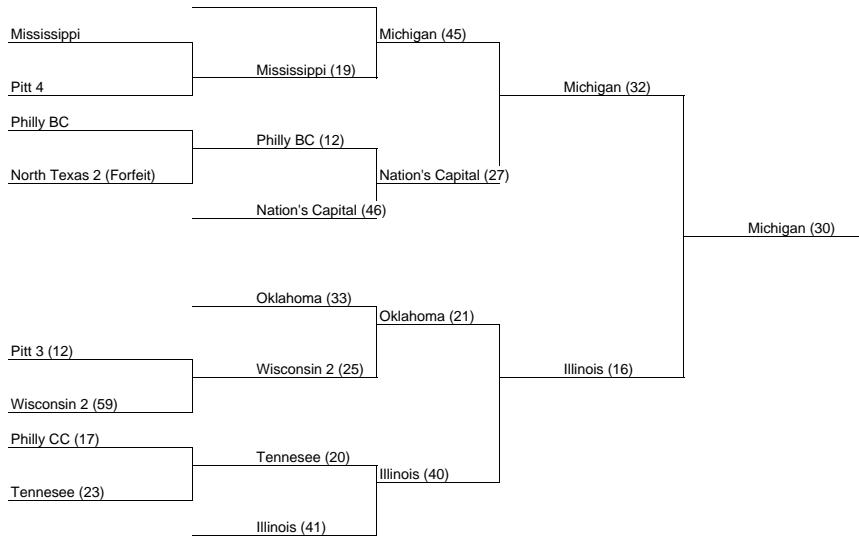 Mississippi
Michigan (45)
Mississippi (19)
Pitt 4
Michigan (32)
Philly BC
Philly BC (12)
North Texas 2 (Forfeit)
Nation's Capital (27)
Nation's Capital (46)
Michigan (30)
Oklahoma (33)
Oklahoma (21)
Pitt 3 (12)
Wisconsin 2 (25)
Illinois (16)
Wisconsin 2 (59)
Philly CC (17)
Tennesee (20)
Illinois (40)
Tennesee (23)
Illinois (41)